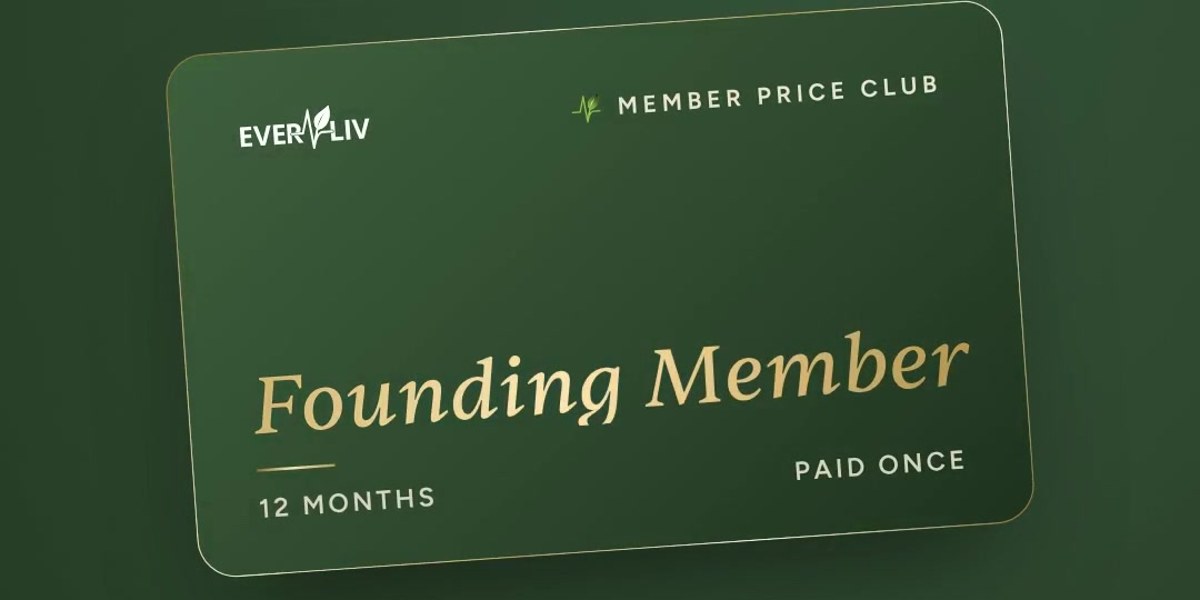 EVERLIV
MEMBER PRICE CLUB
Founding Member
12 MONTHS
PAID ONCE